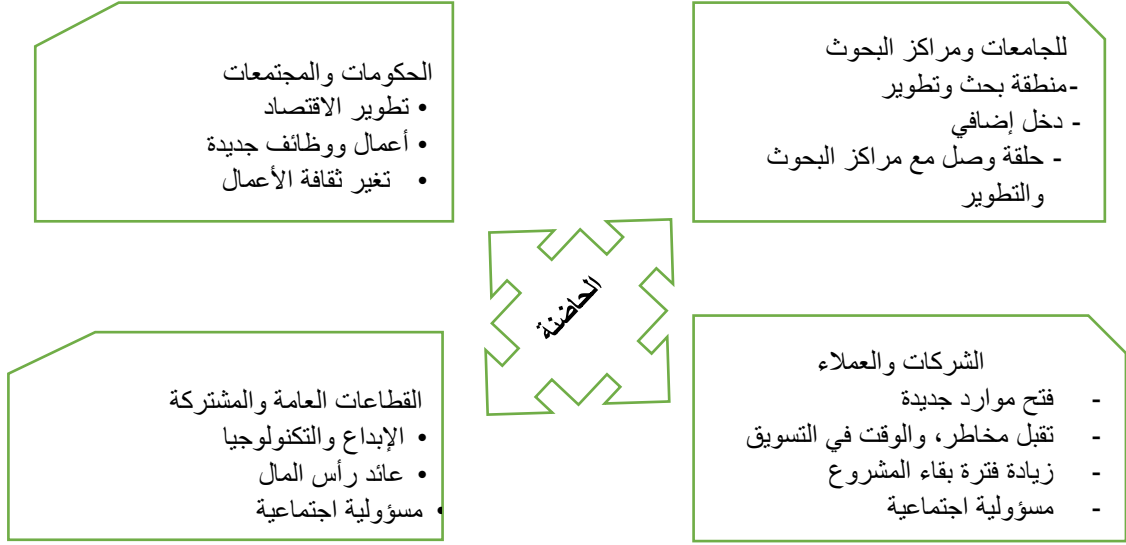 للجامعات ومراكز البحوث
-منطقة بحث وتطوير
- دخل إضافي
- حلقة وصل مع مراكز البحوث
والتطوير
الحكومات والمجتمعات
• تطوير الاقتصاد
• أعمال ووظائف جديدة
• تغير ثقافة الأعمال
الحاضنة
الشركات والعملاء
- فتح موارد جديدة
- تقبل مخاطر، والوقت في التسويق
- زيادة فترة بقاء المشروع
- مسؤولية اجتماعية
القطاعات العامة والمشتركة
• الإبداع والتكنولوجيا
• عائد رأس المال
• مسؤولية اجتماعية